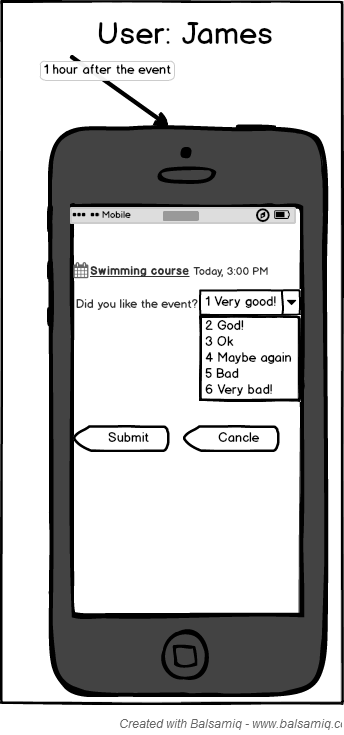 User: James
1 hour after the event
Mobile
Swimming course Today, 3:00 PM
Did you like the event? 1 Very good!
2 God!
3 Ok
4 Maybe again
5 Bad
6 Very bad!
Submit Cancle
Created with Balsamiq - www.balsamiq.c